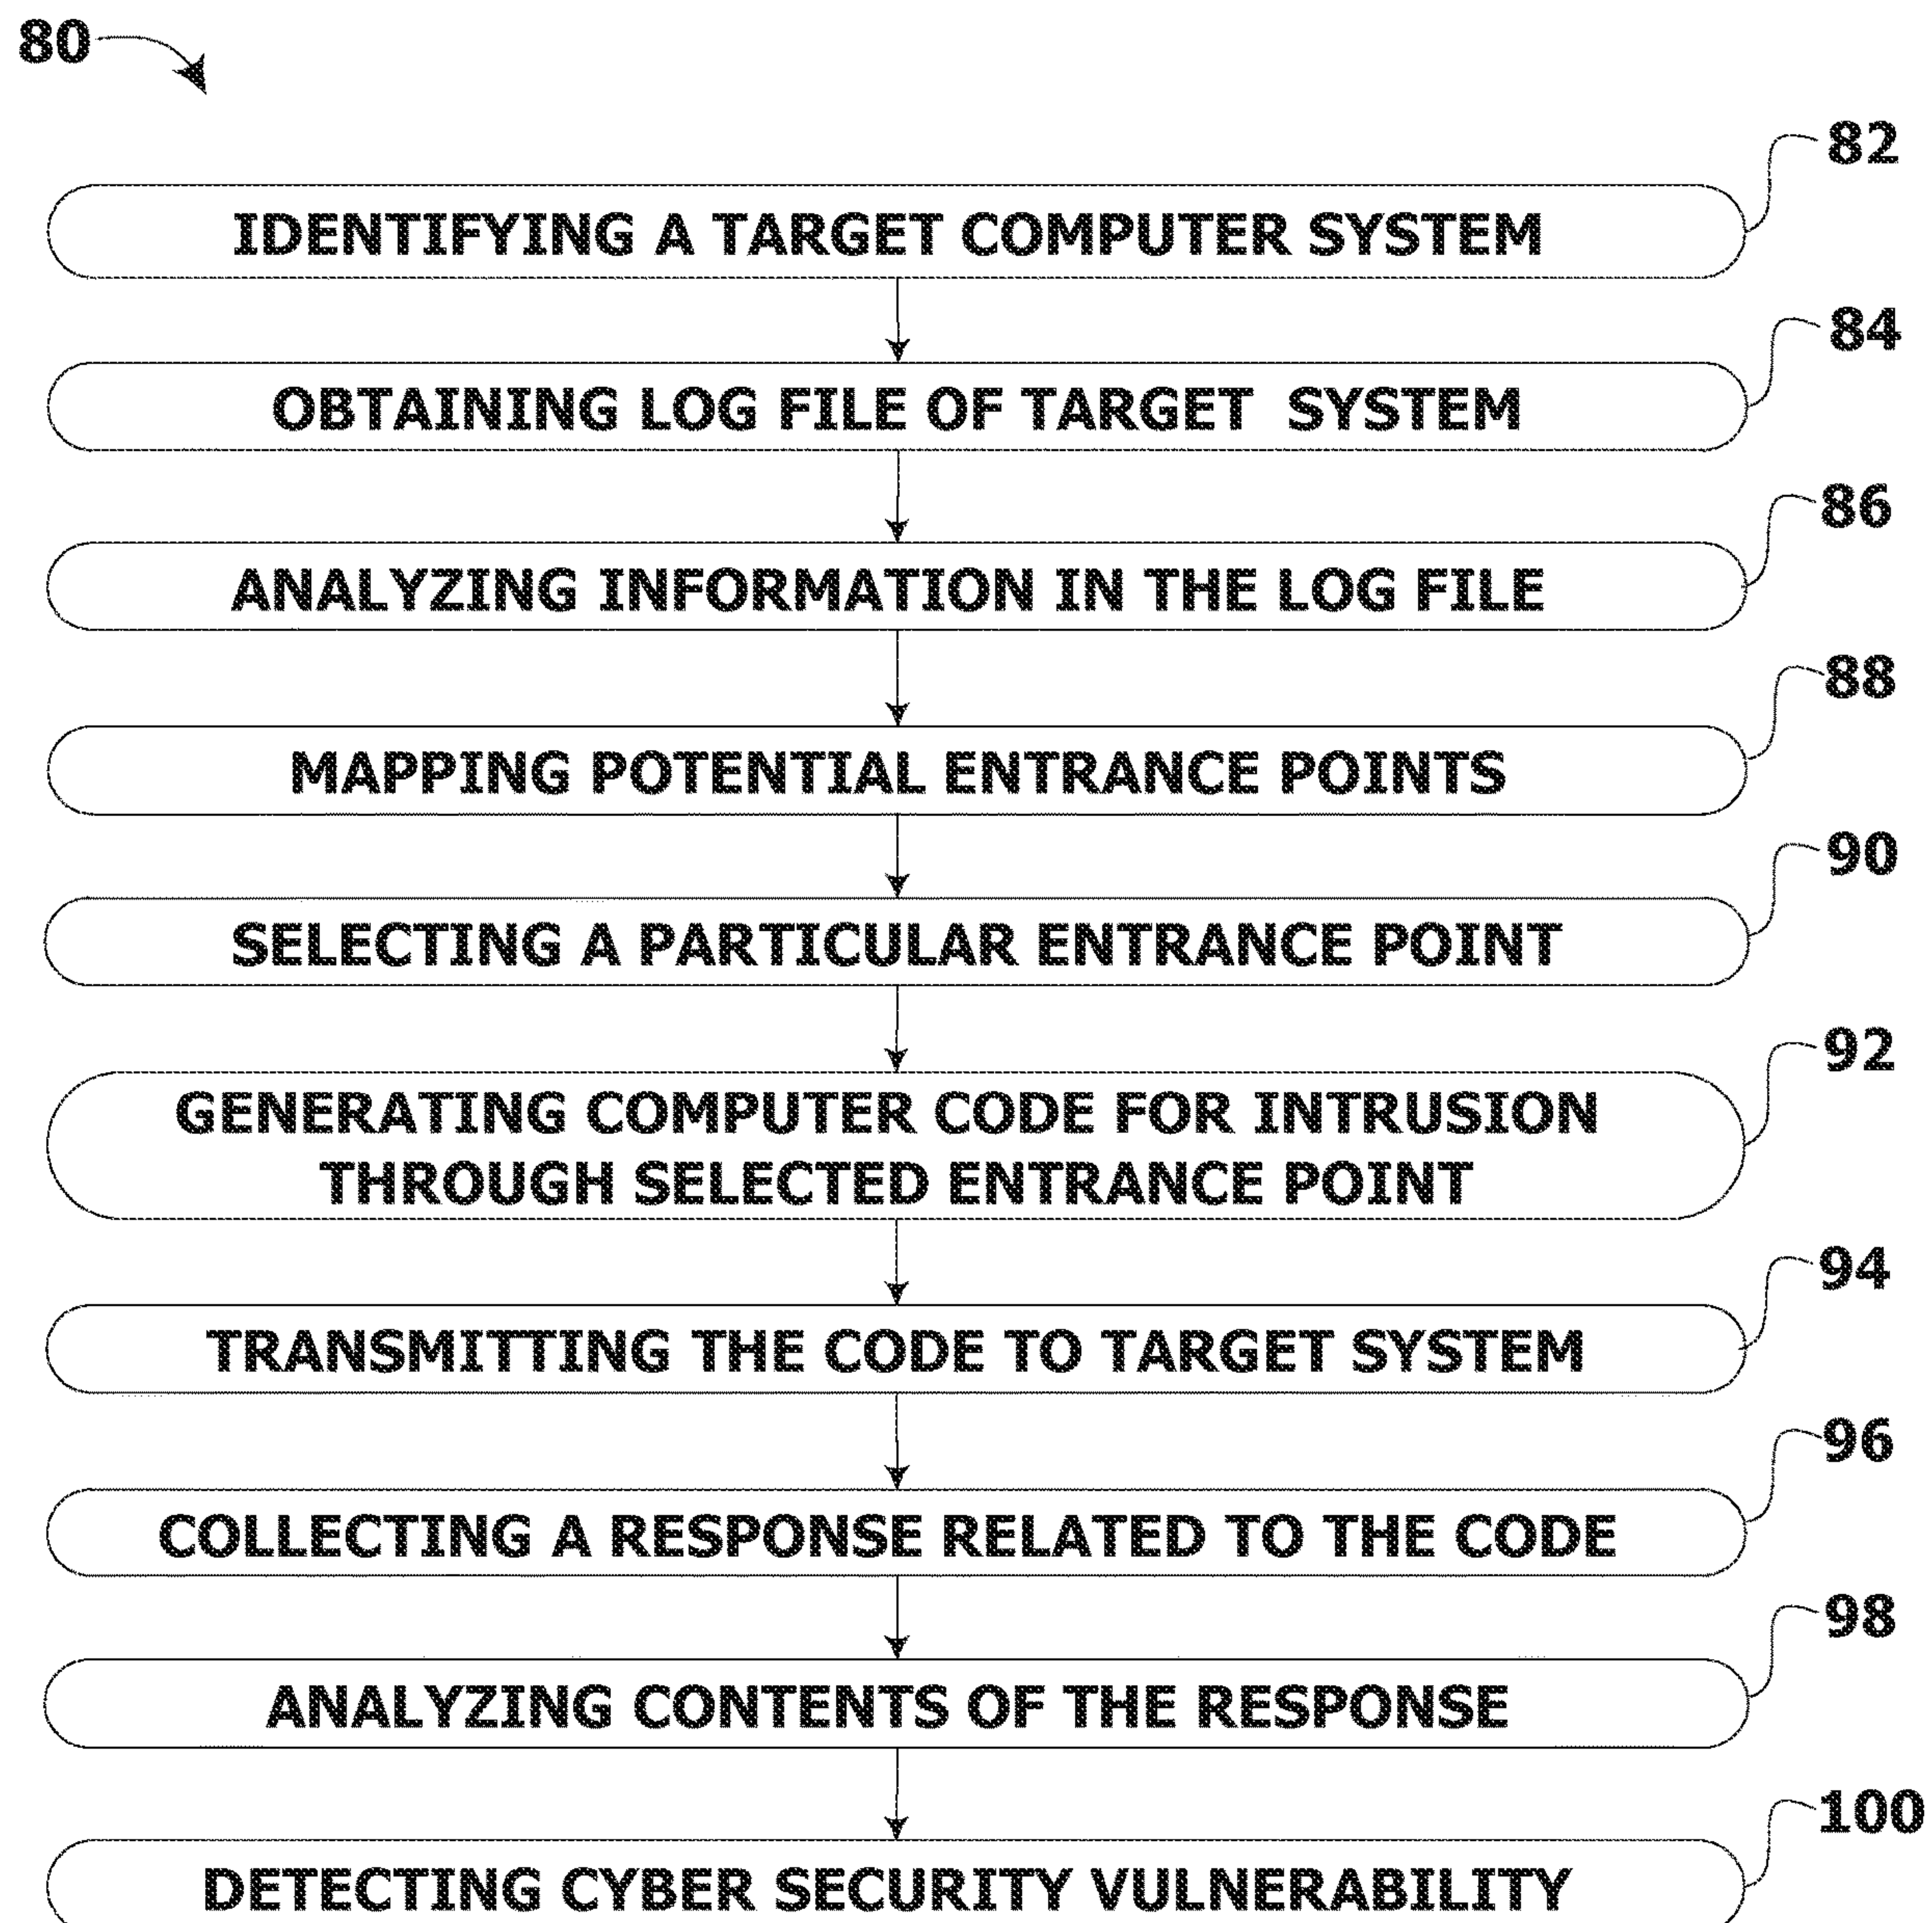 80
82
IDENTIFYING A TARGET COMPUTER SYSTEM
84
OBTAINING LOG FILE OF TARGET SYSTEM
86
ANALYZING INFORMATION IN THE LOG FILE
88
MAPPING POTENTIAL ENTRANCE POINTS
90
SELECTING A PARTICULAR ENTRANCE POINT
92
GENERATING COMPUTER CODE FOR INTRUSION
THROUGH SELECTED ENTRANCE POINT
94
TRANSMITTING THE CODE TO TARGET SYSTEM
96
COLLECTING A RESPONSE RELATED TO THE CODE
98
ANALYZING CONTENTS OF THE RESPONSE
100
DETECTING CYBER SECURITY VULNERABILITY